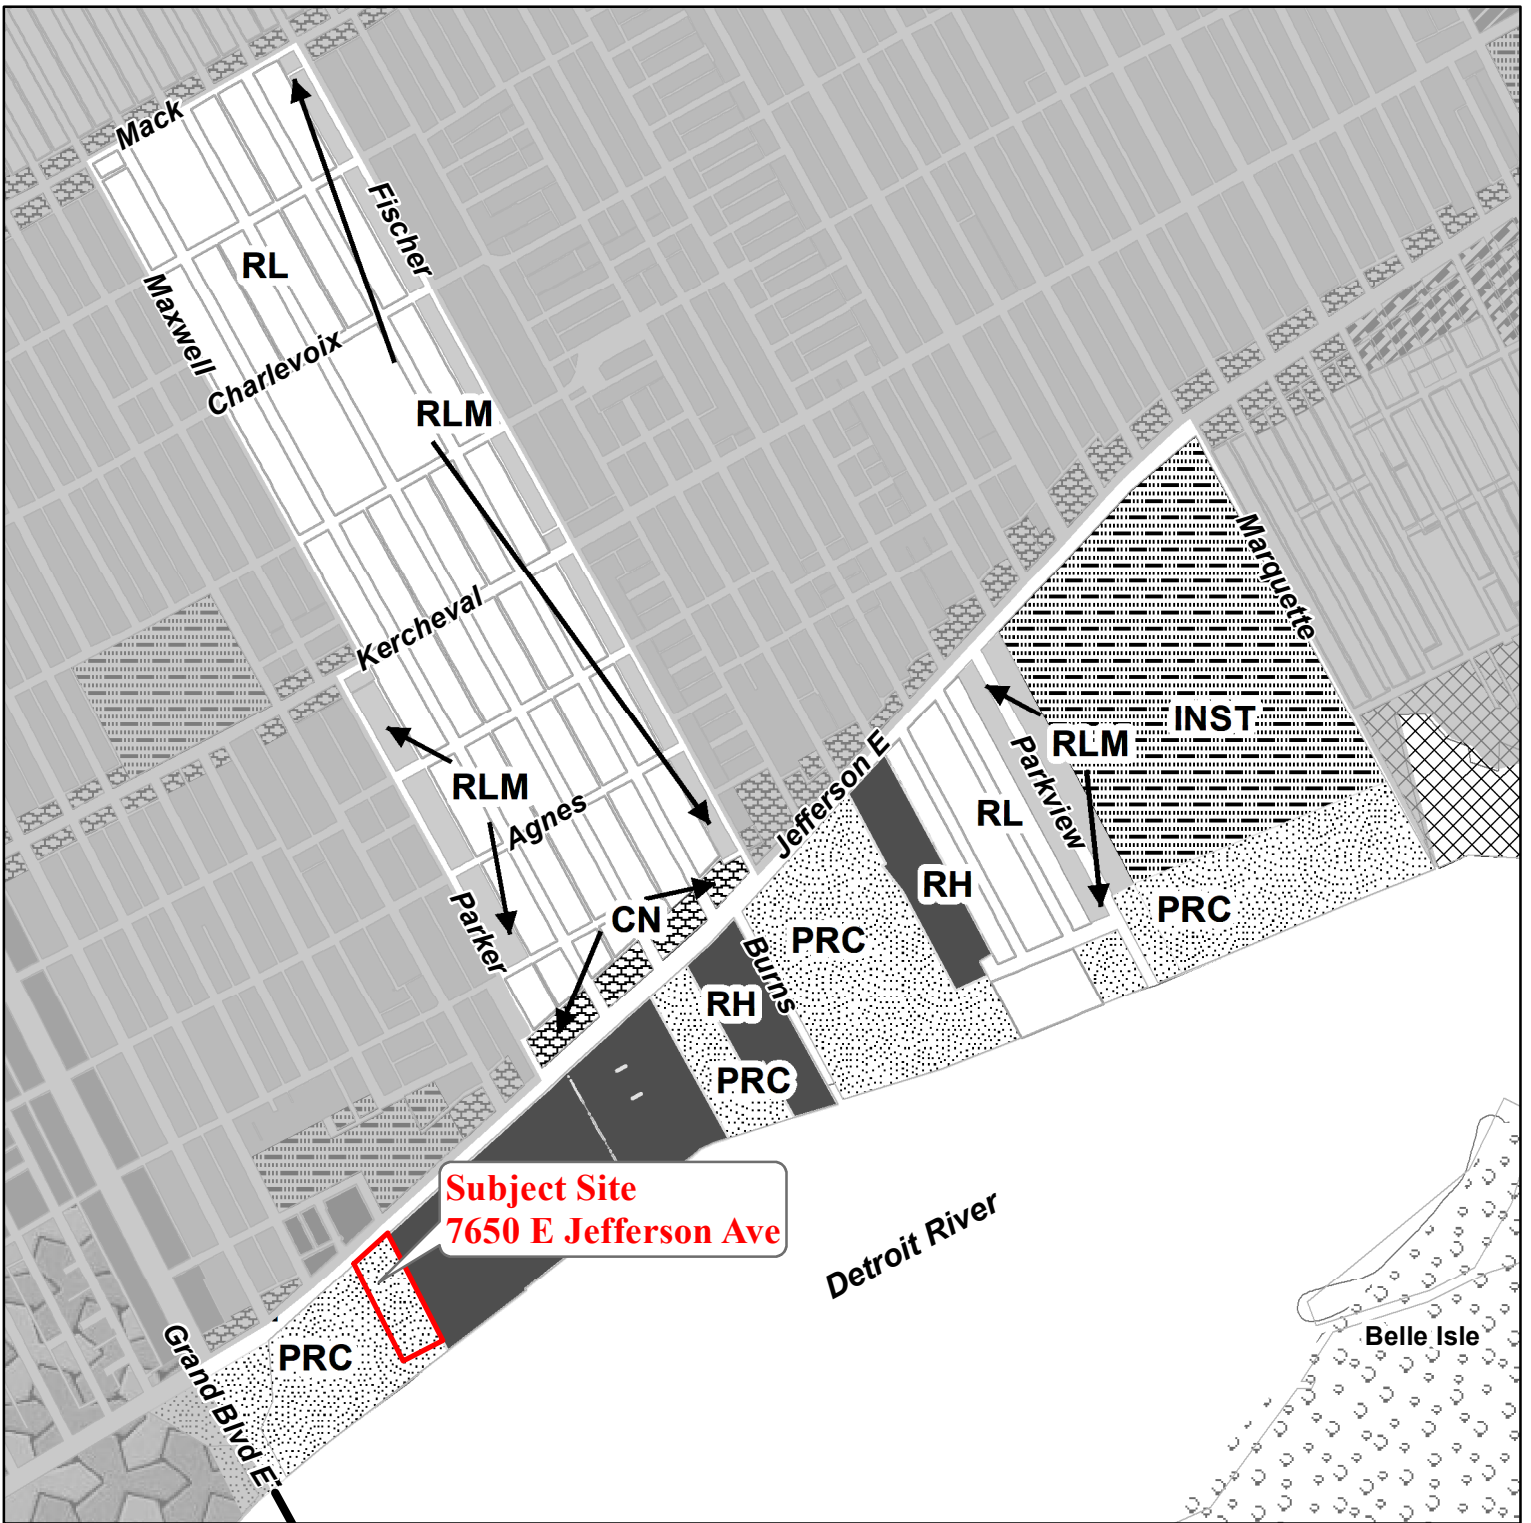 Mack
Fischer
RL
Maxwell
Charlevoix
RLM
Marquette
Kercheval
INST
RLM
Parkview
Jefferson E
RLM
RL
Agnes
RH
PRC
CN
Parker
PRC
Burns
RH
PRC
Subject Site
7650 E Jefferson Ave
Detroit River
Belle Isle
PRC
Grand Blvd E